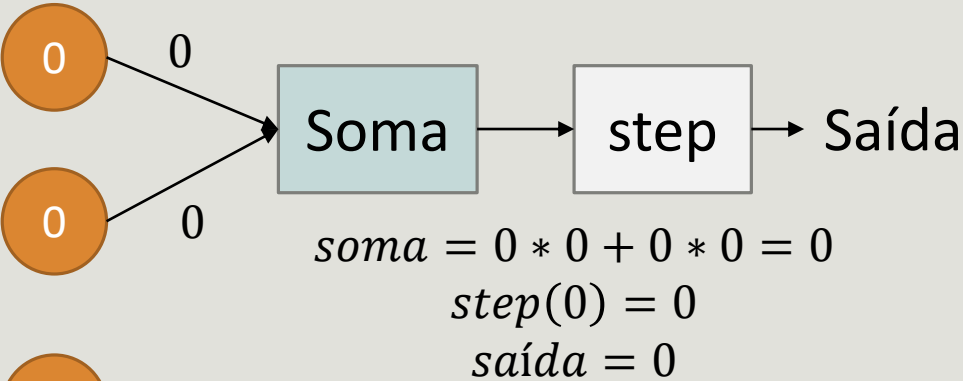 0
0
Soma
step
Saída
0
0
soma = 0 ∗ 0 + 0 ∗ 0 = 0
step(0) = 0
saída = 0